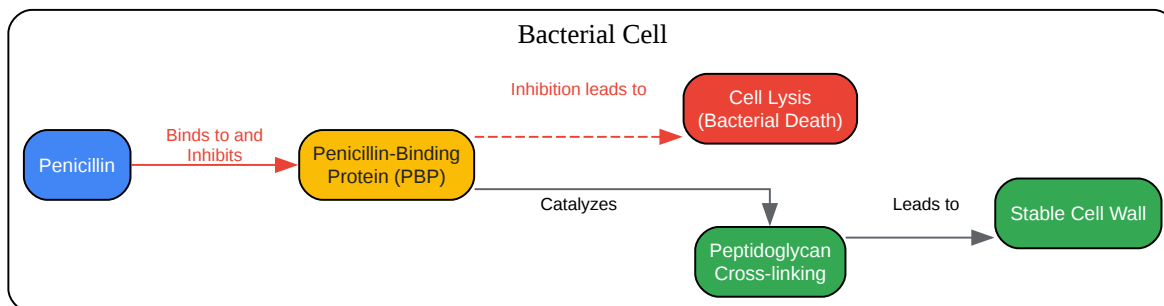 Bacterial Cell
Inhibition leads to
Cell Lysis
(Bacterial Death)
Binds to and
Inhibits
Penicillin
Penicillin-Binding
Protein (PBP)
Catalyzes
Leads to
Stable Cell Wall
Peptidoglycan
Cross-linking